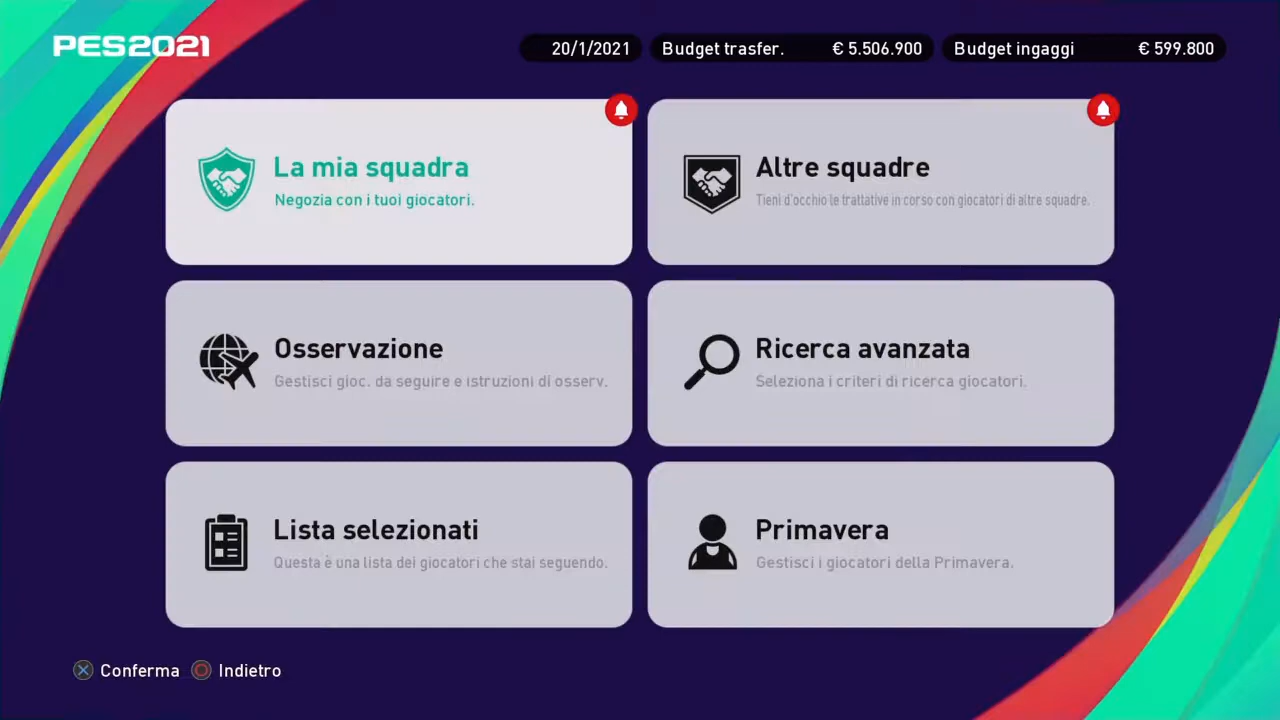 PES2021
20/1/2021 Budget trasfer. € 5.506.900 Budget ingaggi € 599.800
La mia squadra
Negozia con i tuoi giocatori.
Altre squadre
Tieni d'occhio le trattative in corso con giocatori di altre squadre.
Osservazione
Gestisci gioc. da seguire e istruzioni di osserv.
Ricerca avanzata
Seleziona i criteri di ricerca giocatori.
Lista selezionati
Questa è una lista dei giocatori che stai seguendo.
Primavera
Gestisci i giocatori della Primavera.
Conferma Indietro